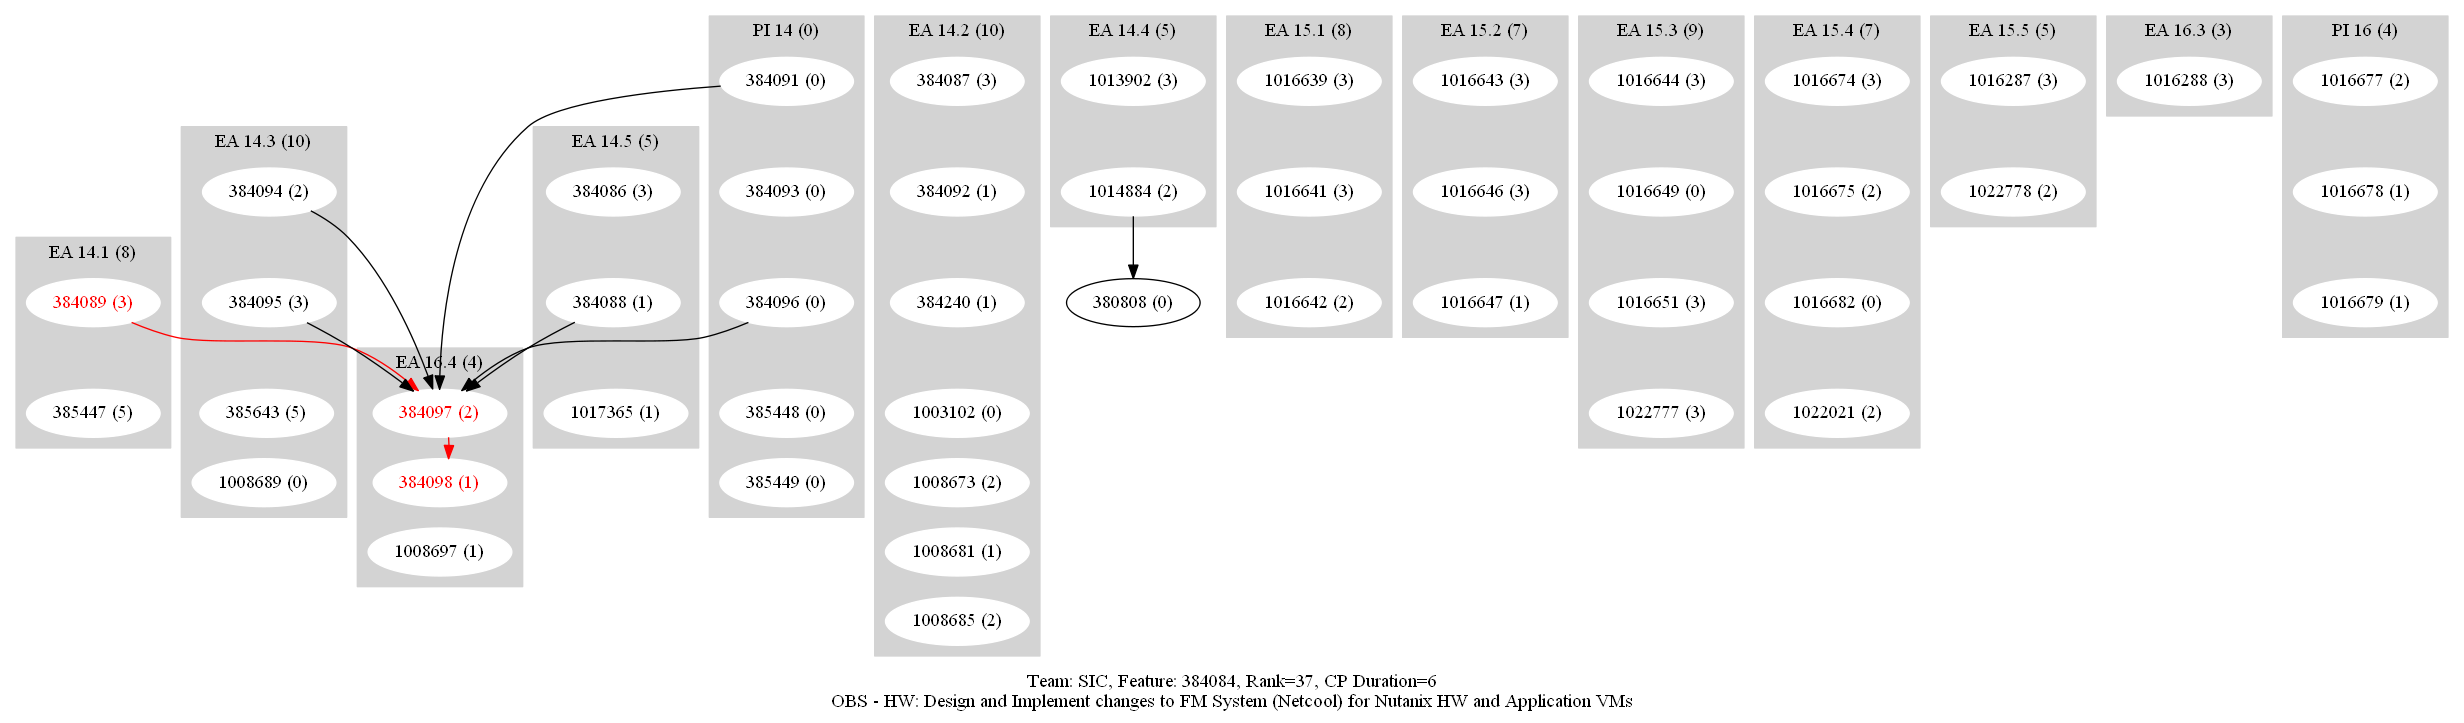 PI 14 (0)
384091 (0)
384093 (0)
384096 (0)
385448 (0)
385449 (0)
EA 14.2 (10)
384087 (3)
384092 (1)
384240 (1)
1003102 (0)
1008673 (2)
1008681 (1)
1008685 (2)
EA 14.4 (5)
1013902 (3)
1014884 (2)
380808 (0)
EA 15.1 (8)
1016639 (3)
1016641 (3)
1016642 (2)
EA 15.2 (7)
1016643 (3)
1016646 (3)
1016647 (1)
EA 15.3 (9)
1016644 (3)
1016649 (0)
1016651 (3)
1022777 (3)
EA 15.4 (7)
1016674 (3)
1016675 (2)
1016682 (0)
1022021 (2)
EA 15.5 (5)
1016287 (3)
1022778 (2)
EA 16.3 (3)
1016288 (3)
PI 16 (4)
1016677 (2)
1016678 (1)
1016679 (1)
EA 14.3 (10)
384094 (2)
384095 (3)
385643 (5)
1008689 (0)
EA 14.5 (5)
384086 (3)
384088 (1)
1017365 (1)
EA 14.1 (8)
384089 (3)
385447 (5)
EA 16.4 (4)
384097 (2)
384098 (1)
1008697 (1)
Team: SIC, Feature: 384084, Rank=37, CP Duration=6
OBS - HW: Design and Implement changes to FM System (Netcool) for Nutanix HW and Application VMs